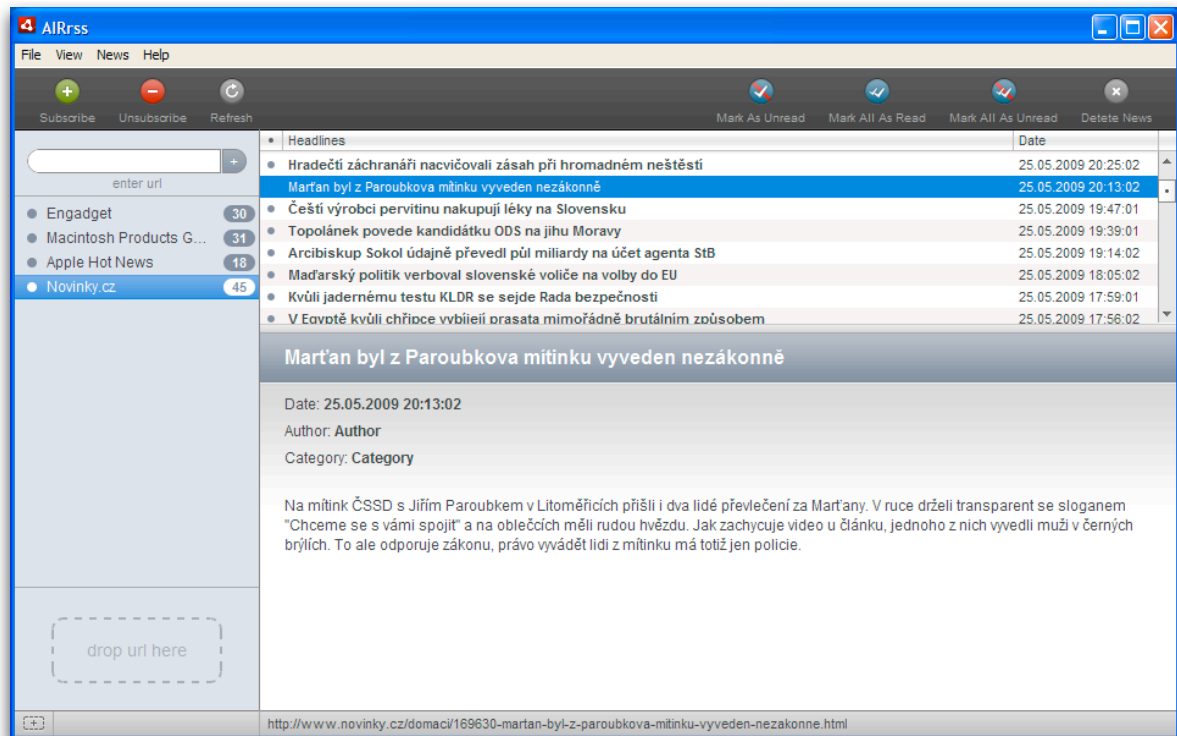 AIRrss
File View News Help
Subscribe Unsubscribe Refresh Mark As Unread Mark All As Read Mark All As Unread Detete News
+
enter url
Engadget 30
Macintosh Products G... 31
Apple Hot News 18
Novinky.cz 45
drop url here
• Headlines Date
Hradečtí záchranáři nacvičovali zásah při hromadném neštěstí 25.05.2009 20:25:02
Marťan byl z Paroubkova mítinku vyveden nezákonně 25.05.2009 20:13:02
Čeští výrobci pervitinu nakupují léky na Slovensku 25.05.2009 19:47:01
Topolánek povede kandidátku ODS na jihu Moravy 25.05.2009 19:39:01
Arcibiskup Sokol údajně převedl půl miliardy na účet agenta StB 25.05.2009 19:14:02
Maďarský politik verboval slovenské voliče na volby do EU 25.05.2009 18:05:02
Kvůli jadernému testu KLDR se sejde Rada bezpečnosti 25.05.2009 17:59:01
V Egyptě kvůli chřipce vybíjejí prasata mimořádně brutálním způsobem 25.05.2009 17:56:02
Marťan byl z Paroubkova mítinku vyveden nezákonně
Date: 25.05.2009 20:13:02
Author: Author
Category: Category
Na mítink ČSSD s Jiřím Paroubkem v Litoměřicích přišli i dva lidé převlečení za Marťany. V ruce drželi transparent se sloganem
"Chceme se s vámi spojit" a na oblečcích měli rudou hvězdu. Jak zachycuje video u článku, jednoho z nich vyvedli muži v černých
brýlích. To ale odporuje zákonu, právo vyvádět lidi z mítinku má totiž jen policie.
http://www.novinky.cz/domaci/169630-martan-byl-z-paroubkova-mitinku-vyveden-nezakonne.html